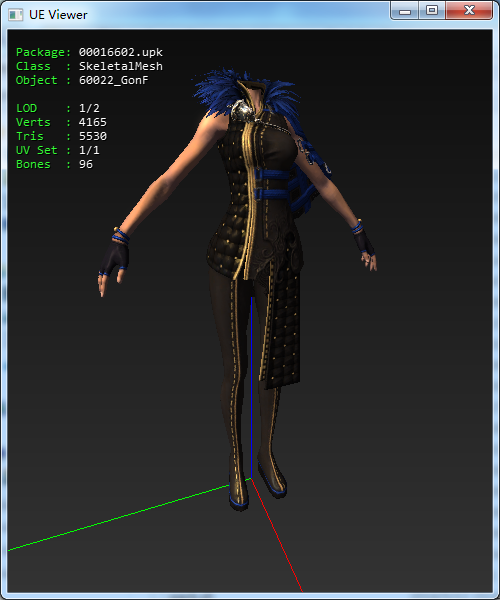 UE Viewer
Package: 00016602.upk
Class : SkeletalMesh
Object : 60022_GonF
LOD : 1/2
Verts : 4165
Tris : 5530
UV Set : 1/1
Bones : 96